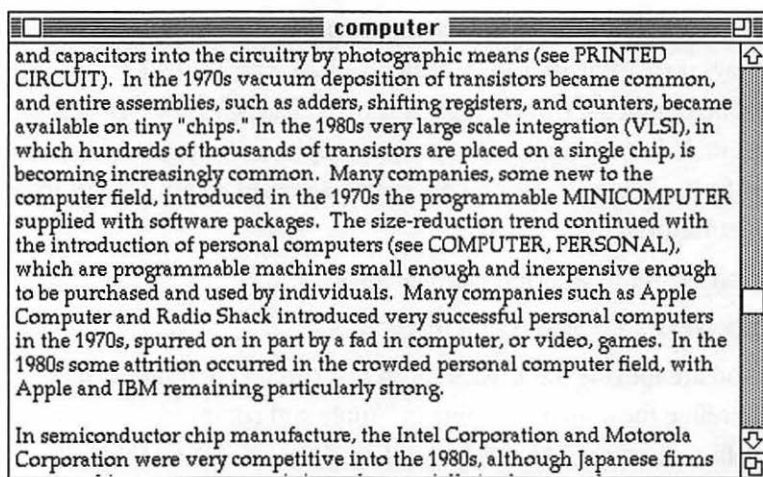 computer
and capacitors into the circuitry by photographic means (see PRINTED
CIRCUIT). In the 1970s vacuum deposition of transistors became common,
and entire assemblies, such as adders, shifting registers, and counters, became
available on tiny "chips." In the 1980s very large scale integration (VLSI), in
which hundreds of thousands of transistors are placed on a single chip, is
becoming increasingly common. Many companies, some new to the
computer field, introduced in the 1970s the programmable MINICOMPUTER
supplied with software packages. The size-reduction trend continued with
the introduction of personal computers (see COMPUTER, PERSONAL),
which are programmable machines small enough and inexpensive enough
to be purchased and used by individuals. Many companies such as Apple
Computer and Radio Shack introduced very successful personal computers
in the 1970s, spurred on in part by a fad in computer, or video, games. In the
1980s some attrition occurred in the crowded personal computer field, with
Apple and IBM remaining particularly strong.
In semiconductor chip manufacture, the Intel Corporation and Motorola
Corporation were very competitive into the 1980s, although Japanese firms